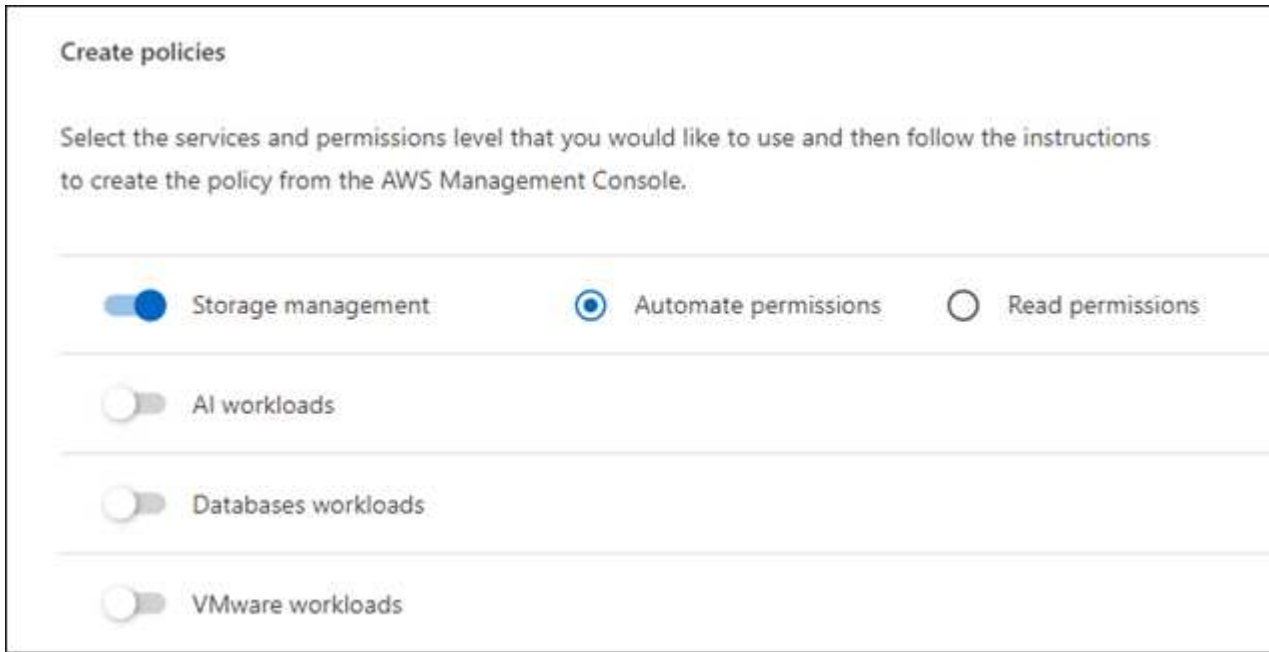 Create policies
Select the services and permissions level that you would like to use and then follow the instructions
to create the policy from the AWS Management Console.
Storage management Automate permissions Read permissions
AI workloads
Databases workloads
VMware workloads